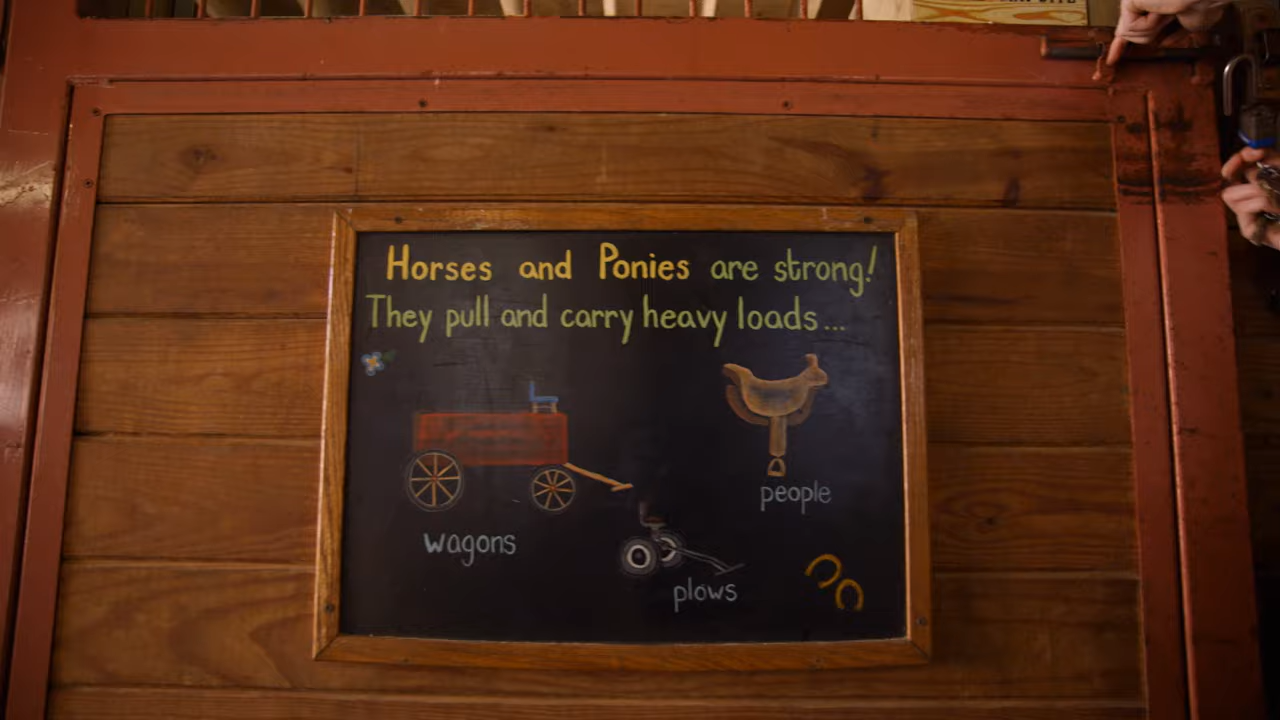 Horses and Ponies are strong!
They pull and carry heavy loads...
people
wagons
plows